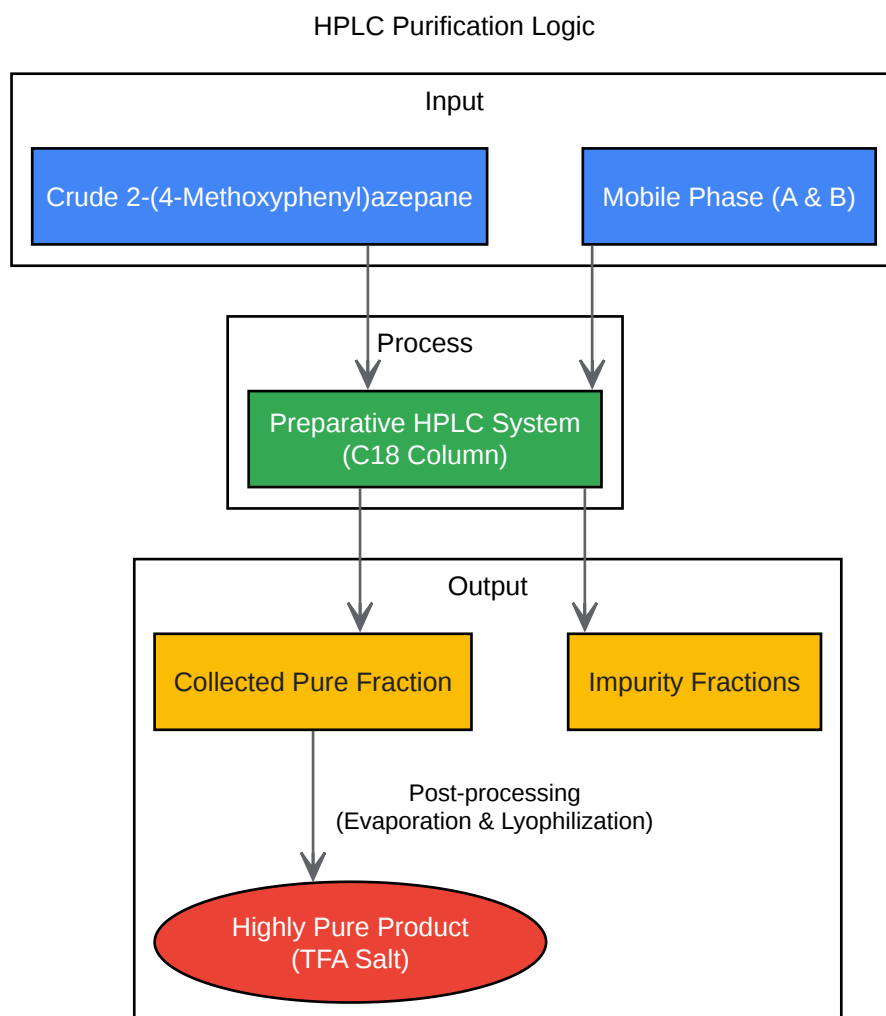 HPLC Purification Logic
Input
Crude 2-(4-Methoxyphenyl)azepane
Mobile Phase (A & B)
Process
Preparative HPLC System
(C18 Column)
Output
Collected Pure Fraction
Impurity Fractions
Post-processing
(Evaporation & Lyophilization)
Highly Pure Product
(TFA Salt)